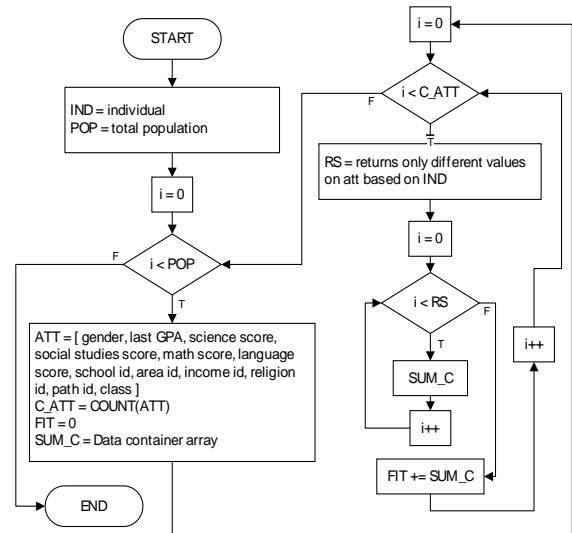 START
IND = individual
POP = total population
i = 0
i < POP
F
T
ATT = [ gender, last GPA, science score,
social studies score, math score, language
score, school id, area id, income id, religion
id, path id, class ]
C_ATT = COUNT(ATT)
FIT = 0
SUM_C = Data container array
END
i = 0
i < C_ATT
F
T
RS = returns only different values
on att based on IND
i = 0
i < RS
F
T
SUM_C
i++
FIT += SUM_C
i++